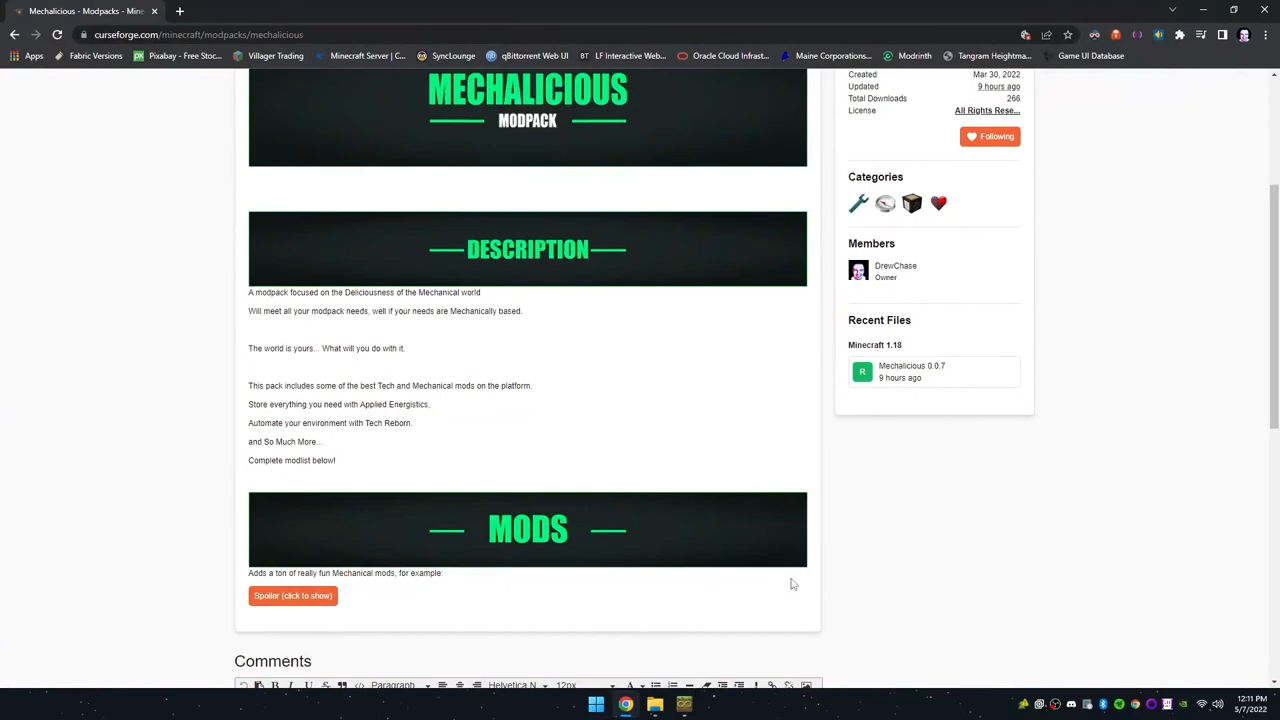 Mechalicious - Modpacks - Mine
curseforge.com/minecraft/modpacks/mechalicious
Apps
Fabric Versions
Pixabay - Free Stoc...
Villager Trading
Minecraft Server | C...
SyncLounge
qBittorrent Web UI
BT
LF Interactive Web...
Oracle Cloud Infrast...
Maine Corporations...
Modrinth
Tangram Heightma...
Game UI Database
MECHALICIOUS
MODPACK
DESCRIPTION
A modpack focused on the Deliciousness of the Mechanical world
Will meet all your modpack needs, well if your needs are Mechanically based.
The world is yours... What will you do with it.
This pack includes some of the best Tech and Mechanical mods on the platform.
Store everything you need with Applied Energistics,
Automate your environment with Tech Reborn.
and So Much More...
Complete modlist below!
MODS
Adds a ton of really fun Mechanical mods, for example:
Spoiler (click to show)
Comments
Paragraph
Helvetica N
12px
Created Mar 30, 2022
Updated 9 hours ago
Total Downloads 266
License All Rights Rese...
Following
Categories
Members
DrewChase
Owner
Recent Files
Minecraft 1.18
R
Mechalicious 0.0.7
9 hours ago
12:11 PM
5/7/2022